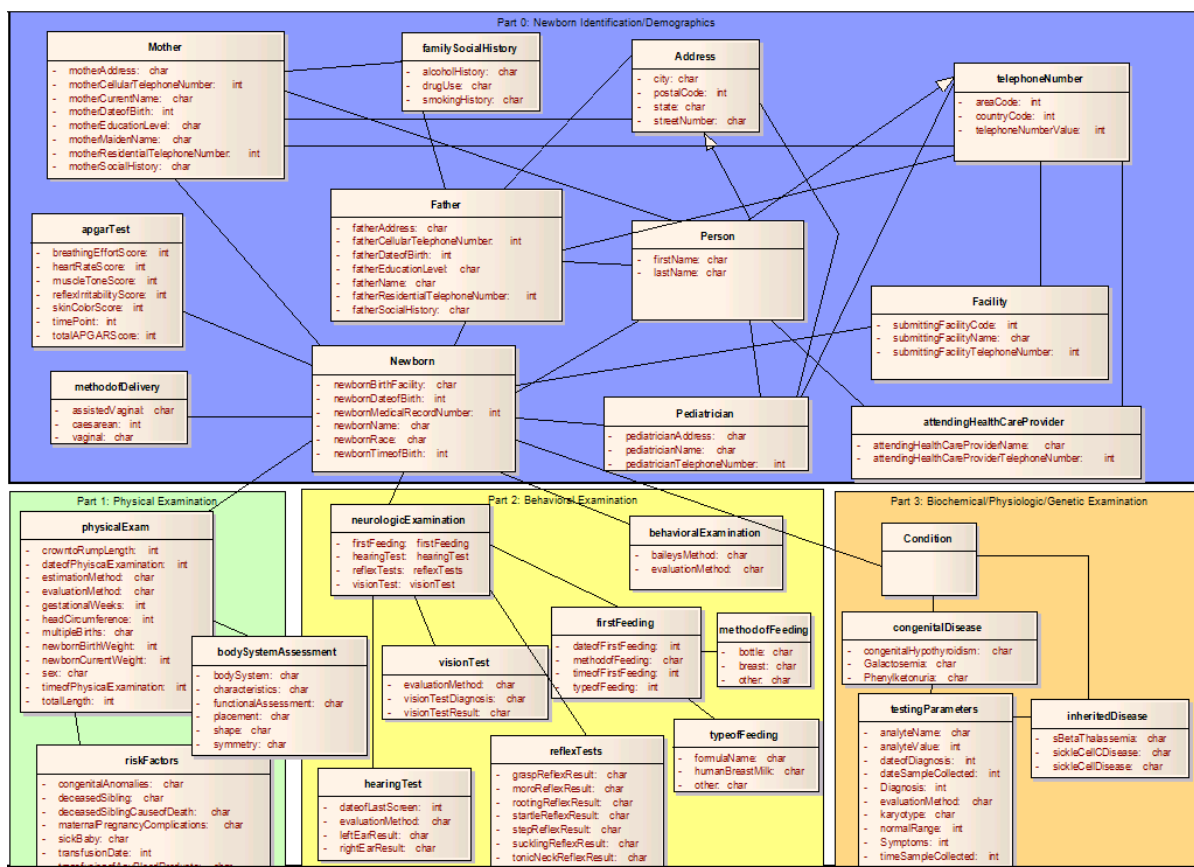 Part 0: Newborn Identification/Demographics
Mother
- motherAddress: char
- motherCellularTelephoneNumber: int
- motherCurrentName: char
- motherDateofBirth: int
- motherEducationLevel: char
- motherMaidenName: char
- motherResidentialTelephoneNumber: int
- motherSocialHistory: char
familySocialHistory
- alcoholHistory: char
- drugUse: char
- smokingHistory: char
Address
- city: char
- postalCode: int
- state: char
- streetNumber: char
telephoneNumber
- areaCode: int
- countryCode: int
- telephoneNumberValue: int
apgarTest
- breathingEffortScore: int
- heartRateScore: int
- muscleToneScore: int
- reflexIrritabilityScore: int
- skinColorScore: int
- timePoint: int
- totalAPGARScore: int
Father
- fatherAddress: char
- fatherCellularTelephoneNumber: int
- fatherDateofBirth: int
- fatherEducationLevel: char
- fatherName: char
- fatherResidentialTelephoneNumber: int
- fatherSocialHistory: char
Person
- firstName: char
- lastName: char
Facility
- submittingFacilityCode: int
- submittingFacilityName: char
- submittingFacilityTelephoneNumber: int
methodofDelivery
- assistedVaginal: char
- caesarean: int
- vaginal: char
Newborn
- newbornBirthFacility: char
- newbornDateofBirth: int
- newbornMedicalRecordNumber: int
- newbornName: char
- newbornRace: char
- newbornTimeofBirth: int
Pediatrician
- pediatricianAddress: char
- pediatricianName: char
- pediatricianTelephoneNumber: int
attendingHealthCareProvider
- attendingHealthCareProviderName: char
- attendingHealthCareProviderTelephoneNumber: int
Part 1: Physical Examination
physicalExam
- crowntoRumpLength: int
- dateofPhyiscalExamination: int
- estimationMethod: char
- evaluationMethod: char
- gestationalWeeks: int
- headCircumference: int
- multipleBirths: char
- newbornBirthWeight: int
- newbornCurrentWeight: int
- sex: char
- timeofPhysicalExamination: int
- totalLength: int
bodySystemAssessment
- bodySystem: char
- characteristics: char
- functionalAssessment: char
- placement: char
- shape: char
- symmetry: char
riskFactors
- congenitalAnomalies: char
- deceasedSibling: char
- deceasedSiblingCauseofDeath: char
- maternalPregnancyComplications: char
- sickBaby: char
- transfusionDate: int
Part 2: Behavioral Examination
neurologicExamination
- firstFeeding: firstFeeding
- hearingTest: hearingTest
- reflexTests: reflexTests
- visionTest: visionTest
behavioralExamination
- baileysMethod: char
- evaluationMethod: char
firstFeeding
- dateofFirstFeeding: int
- methodofFeeding: char
- timeofFirstFeeding: int
- typeofFeeding: int
methodofFeeding
- bottle: char
- breast: char
- other: char
visionTest
- evaluationMethod: char
- visionTestDiagnosis: char
- visionTestResult: char
typeofFeeding
- formulaName: char
- humanBreastMilk: char
- other: char
hearingTest
- dateofLastScreen: int
- evaluationMethod: char
- leftEarResult: char
- rightEarResult: char
reflexTests
- graspReflexResult: char
- moroReflexResult: char
- rootingReflexResult: char
- startleReflexResult: char
- stepReflexResult: char
- sucklingReflexResult: char
- tonicNeckReflexResult: char
Part 3: Biochemical/Physiologic/Genetic Examination
Condition
congenitalDisease
- congenitalHypothyroidism: char
- Galactosemia: char
- Phenylketonuria: char
testingParameters
- analyteName: char
- analyteValue: int
- dateofDiagnosis: int
- dateSampleCollected: int
- Diagnosis: int
- evaluationMethod: char
- karyotype: char
- normalRange: int
- Symptoms: int
- timeSampleCollected: int
inheritedDisease
- sBetaThalassemia: char
- sickleCellCDisease: char
- sickleCellDisease: char